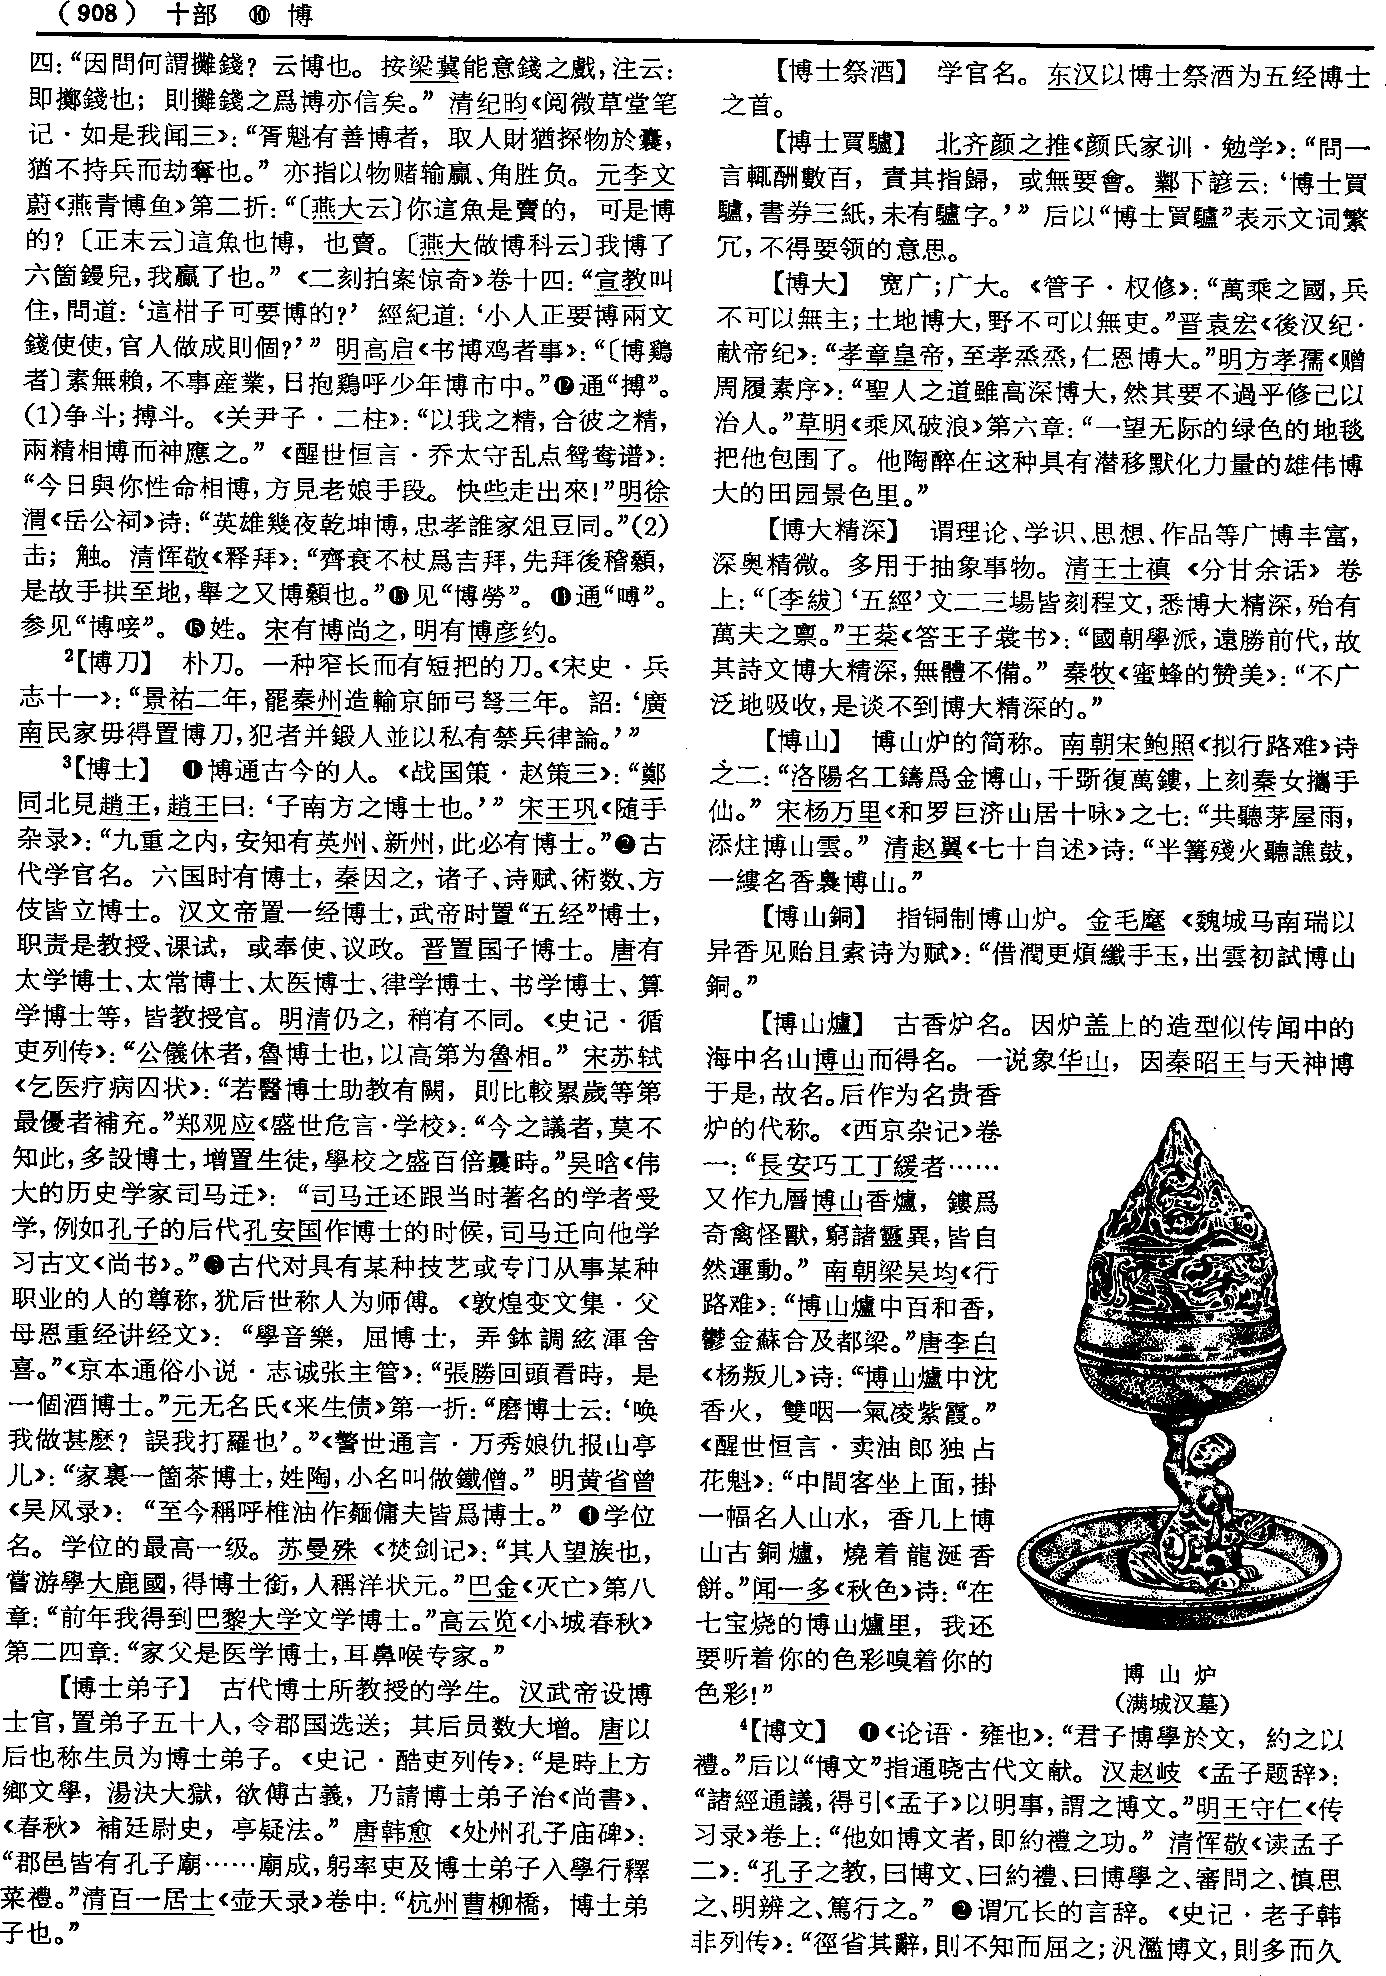 （908） 十部 ⑩ 博
四：“因問何謂攤錢？云博也。按梁冀能意錢之戲，注云：
即擲錢也；則攤錢之爲博亦信矣。”清纪昀《阅微草堂笔
记·如是我闻三》：“胥魁有善博者，取人財猶探物於囊，
猶不持兵而劫奪也。”亦指以物赌输赢、角胜负。元李文
蔚《燕青博鱼》第二折：“〔燕大云〕你這魚是賣的，可是博
的？〔正末云〕這魚也博，也賣。〔燕大做博科云〕我博了
六箇鏝兒，我贏了也。”《二刻拍案惊奇》卷十四：“宣教叫
住，問道：‘這柑子可要博的？’經紀道：‘小人正要博兩文
錢使使，官人做成則個？’”明高启《书博鸡者事》：“〔博鷄
者〕素無賴，不事産業，日抱鷄呼少年博市中。”⓬通“搏”。
(1)争斗；搏斗。《关尹子·二柱》：“以我之精，合彼之精，
兩精相博而神應之。”《醒世恒言·乔太守乱点鸳鸯谱》：
“今日與你性命相博，方見老娘手段。快些走出來！”明徐
渭《岳公祠》诗：“英雄幾夜乾坤博，忠孝誰家俎豆同。”(2)
击；触。清恽敬《释拜》：“齊衰不杖爲吉拜，先拜後稽顙，
是故手拱至地，舉之又博顙也。”⓭见“博勞”。⓮通“嚩”。
参见“博唼”。⓯姓。宋有博尚之，明有博彦约。
²【博刀】 朴刀。一种窄长而有短把的刀。《宋史·兵
志十一》：“景祐二年，罷秦州造輸京師弓弩三年。詔：‘廣
南民家毋得置博刀，犯者并鍛人並以私有禁兵律論。’”
³【博士】 ❶博通古今的人。《战国策·赵策三》：“鄭
同北見趙王，趙王曰：‘子南方之博士也。’”宋王巩《随手
杂录》：“九重之内，安知有英州、新州，此必有博士。”❷古
代学官名。六国时有博士，秦因之，诸子、诗赋、術数、方
伎皆立博士。汉文帝置一经博士，武帝时置“五经”博士，
职责是教授、课试，或奉使、议政。晋置国子博士。唐有
太学博士、太常博士、太医博士、律学博士、书学博士、算
学博士等，皆教授官。明清仍之，稍有不同。《史记·循
吏列传》：“公儀休者，魯博士也，以高第为魯相。”宋苏轼
《乞医疗病囚状》：“若醫博士助教有闕，則比較累歲等第
最優者補充。”郑观应《盛世危言·学校》：“今之議者，莫不
知此，多設博士，增置生徒，學校之盛百倍曩時。”吴晗《伟
大的历史学家司马迁》：“司马迁还跟当时著名的学者受
学，例如孔子的后代孔安国作博士的时候，司马迁向他学
习古文《尚书》。”❸古代对具有某种技艺或专门从事某种
职业的人的尊称，犹后世称人为师傅。《敦煌变文集·父
母恩重经讲经文》：“學音樂，屈博士，弄鉢調絃渾舍
喜。”《京本通俗小说·志诚张主管》：“張勝回頭看時，是
一個酒博士。”元无名氏《来生债》第一折：“磨博士云：‘唤
我做甚麽？誤我打羅也’。”《警世通言·万秀娘仇报山亭
儿》：“家裏一箇茶博士，姓陶，小名叫做鐵僧。”明黄省曾
《吴风录》：“至今稱呼椎油作麵傭夫皆爲博士。”❹学位
名。学位的最高一级。苏曼殊《焚剑记》：“其人望族也，
嘗游學大鹿國，得博士銜，人稱洋状元。”巴金《灭亡》第八
章：“前年我得到巴黎大学文学博士。”高云览《小城春秋》
第二四章：“家父是医学博士，耳鼻喉专家。”
【博士弟子】 古代博士所教授的学生。汉武帝设博
士官，置弟子五十人，令郡国选送；其后员数大增。唐以
后也称生员为博士弟子。《史记·酷吏列传》：“是時上方
鄉文學，湯決大獄，欲傅古義，乃請博士弟子治《尚書》、
《春秋》補廷尉史，亭疑法。”唐韩愈《处州孔子庙碑》：
“郡邑皆有孔子廟……廟成，躬率吏及博士弟子入學行釋
菜禮。”清百一居士《壶天录》卷中：“杭州曹柳橋，博士弟
子也。”
【博士祭酒】 学官名。东汉以博士祭酒为五经博士
之首。
【博士買驢】 北齐颜之推《颜氏家训·勉学》：“問一
言輒酬數百，責其指歸，或無要會。鄴下諺云：‘博士買
驢，書券三紙，未有驢字。’”后以“博士買驢”表示文词繁
冗，不得要领的意思。
【博大】 宽广；广大。《管子·权修》：“萬乘之國，兵
不可以無主；土地博大，野不可以無吏。”晋袁宏《後汉纪·
献帝纪》：“孝章皇帝，至孝烝烝，仁恩博大。”明方孝孺《赠
周履素序》：“聖人之道雖高深博大，然其要不過乎修己以
治人。”草明《乘风破浪》第六章：“一望无际的绿色的地毯
把他包围了。他陶醉在这种具有潜移默化力量的雄伟博
大的田园景色里。”
【博大精深】 谓理论、学识、思想、作品等广博丰富，
深奥精微。多用于抽象事物。清王士禛《分甘余话》卷
上：“〔李紱〕‘五經’文二三場皆刻程文，悉博大精深，殆有
萬夫之禀。”王蕖《答王子裳书》：“國朝學派，遠勝前代，故
其詩文博大精深，無體不備。”秦牧《蜜蜂的赞美》：“不广
泛地吸收，是谈不到博大精深的。”
【博山】 博山炉的简称。南朝宋鲍照《拟行路难》诗
之二：“洛陽名工鑄爲金博山，千斲復萬鏤，上刻秦女攜手
仙。”宋杨万里《和罗巨济山居十咏》之七：“共聽茅屋雨，
添炷博山雲。”清赵翼《七十自述》诗：“半篝殘火聽譙鼓，
一縷名香裊博山。”
【博山銅】 指铜制博山炉。金毛麾《魏城马南瑞以
异香见贻且索诗为赋》：“借潤更煩纖手玉，出雲初試博山
銅。”
【博山爐】 古香炉名。因炉盖上的造型似传闻中的
海中名山博山而得名。一说象华山，因秦昭王与天神博
于是，故名。后作为名贵香
炉的代称。《西京杂记》卷
一：“長安巧工丁緩者……
又作九層博山香爐，鏤爲
奇禽怪獸，窮諸靈異，皆自
然運動。”南朝梁吴均《行
路难》：“博山爐中百和香，
鬱金蘇合及都梁。”唐李白
《杨叛儿》诗：“博山爐中沈
香火，雙咽一氣凌紫霞。”
《醒世恒言·卖油郎独占
花魁》：“中間客坐上面，掛
一幅名人山水，香几上博
山古銅爐，燒着龍涎香
餅。”闻一多《秋色》诗：“在
七宝烧的博山爐里，我还
要听着你的色彩嗅着你的
色彩！”
博山炉
（满城汉墓）
⁴【博文】 ❶《论语·雍也》：“君子博學於文，約之以
禮。”后以“博文”指通晓古代文献。汉赵岐《孟子题辞》：
“諸經通議，得引《孟子》以明事，謂之博文。”明王守仁《传
习录》卷上：“他如博文者，即約禮之功。”清恽敬《读孟子
二》：“孔子之教，曰博文、曰約禮、曰博學之、審問之、慎思
之、明辨之、篤行之。”❷谓冗长的言辞。《史记·老子韩
非列传》：“徑省其辭，則不知而屈之；汎濫博文，則多而久